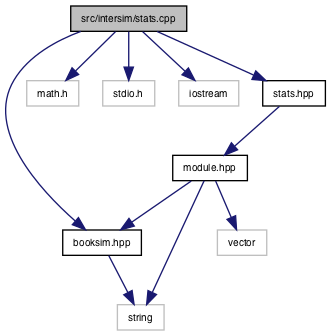 src/intersim/stats.cpp
math.h
stdio.h
iostream
stats.hpp
module.hpp
booksim.hpp
vector
string